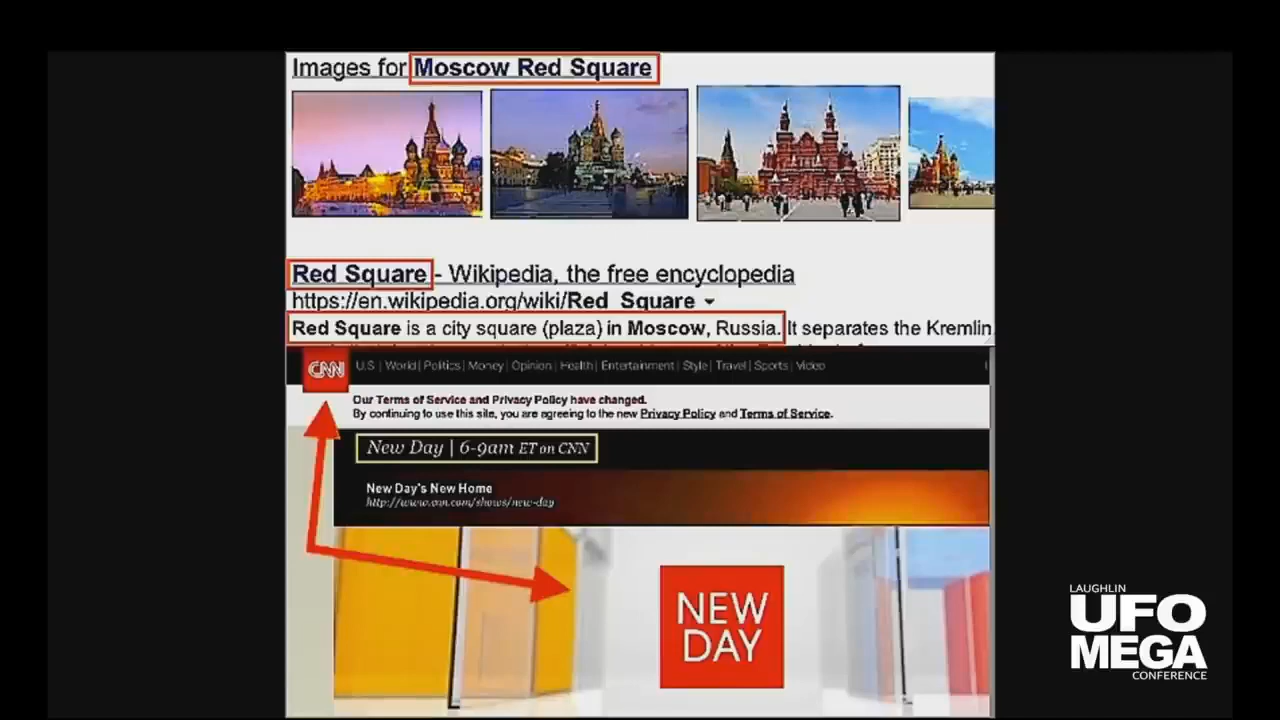 Images for Moscow Red Square
Red Square - Wikipedia, the free encyclopedia
https://en.wikipedia.org/wiki/Red_Square
Red Square is a city square (plaza) in Moscow, Russia. It separates the Kremlin,
CNN
U.S | World | Politics | Money | Opinion | Health | Entertainment | Style | Travel | Sports | Video
Our Terms of Service and Privacy Policy have changed.
By continuing to use this site, you are agreeing to the new Privacy Policy and Terms of Service.
New Day | 6-9am ET on CNN
New Day's New Home
http://www.cnn.com/shows/new-day
NEW
DAY
LAUGHLIN
UFO
MEGA
CONFERENCE